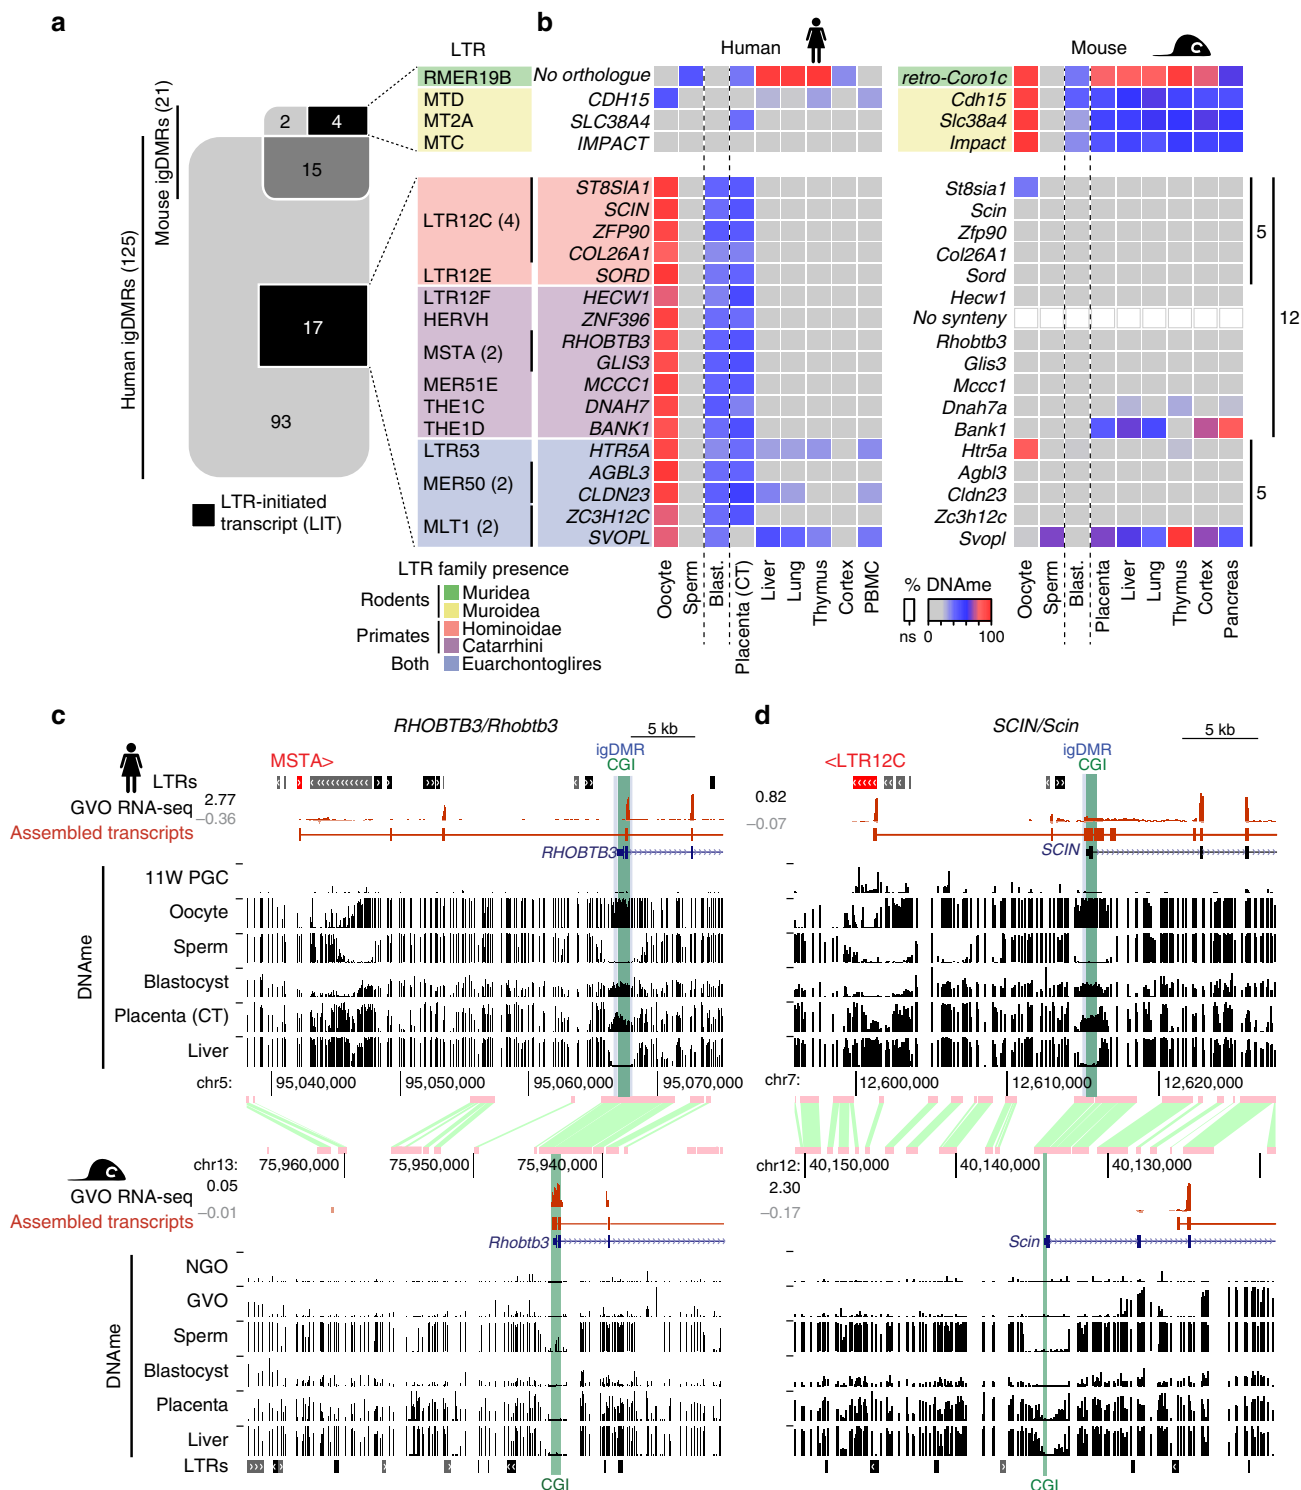 a
b
LTR
Human
Mouse
RMER19B
MTD
MT2A
MTC
No orthologue
CDH15
SLC38A4
IMPACT
retro-Coro1c
Cdh15
Slc38a4
Impact
Mouse igDMRs (21)
Human igDMRs (125)
2
4
15
17
93
LTR-initiated
transcript (LIT)
LTR12C (4)
LTR12E
LTR12F
HERVH
MSTA (2)
MER51E
THE1C
THE1D
LTR53
MER50 (2)
MLT1 (2)
ST8SIA1
SCIN
ZFP90
COL26A1
SORD
HECW1
ZNF396
RHOBTB3
GLIS3
MCCC1
DNAH7
BANK1
HTR5A
AGBL3
CLDN23
ZC3H12C
SVOPL
St8sia1
Scin
Zfp90
Col26A1
Sord
Hecw1
No synteny
Rhobtb3
Glis3
Mccc1
Dnah7a
Bank1
Htr5a
Agbl3
Cldn23
Zc3h12c
Svopl
5
12
5
Oocyte
Sperm
Blast.
Placenta (CT)
Liver
Lung
Thymus
Cortex
PBMC
% DNAme
ns
0
100
Oocyte
Sperm
Blast.
Placenta
Liver
Lung
Thymus
Cortex
Pancreas
LTR family presence
Rodents
Muridea
Muroidea
Primates
Hominoidae
Catarrhini
Both
Euarchontoglires
c
RHOBTB3/Rhobtb3
5 kb
MSTA>
igDMR
CGI
LTRs
GVO RNA-seq
2.77
−0.36
Assembled transcripts
RHOBTB3
DNAme
11W PGC
Oocyte
Sperm
Blastocyst
Placenta (CT)
Liver
chr5:
95,040,000
95,050,000
95,060,000
95,070,000
chr13:
75,960,000
75,950,000
75,940,000
GVO RNA-seq
0.05
−0.01
Assembled transcripts
Rhobtb3
DNAme
NGO
GVO
Sperm
Blastocyst
Placenta
Liver
LTRs
CGI
d
SCIN/Scin
5 kb
<LTR12C
igDMR
CGI
0.82
−0.07
SCIN
chr7:
12,600,000
12,610,000
12,620,000
chr12:
40,150,000
40,140,000
40,130,000
2.30
−0.17
Scin
CGI